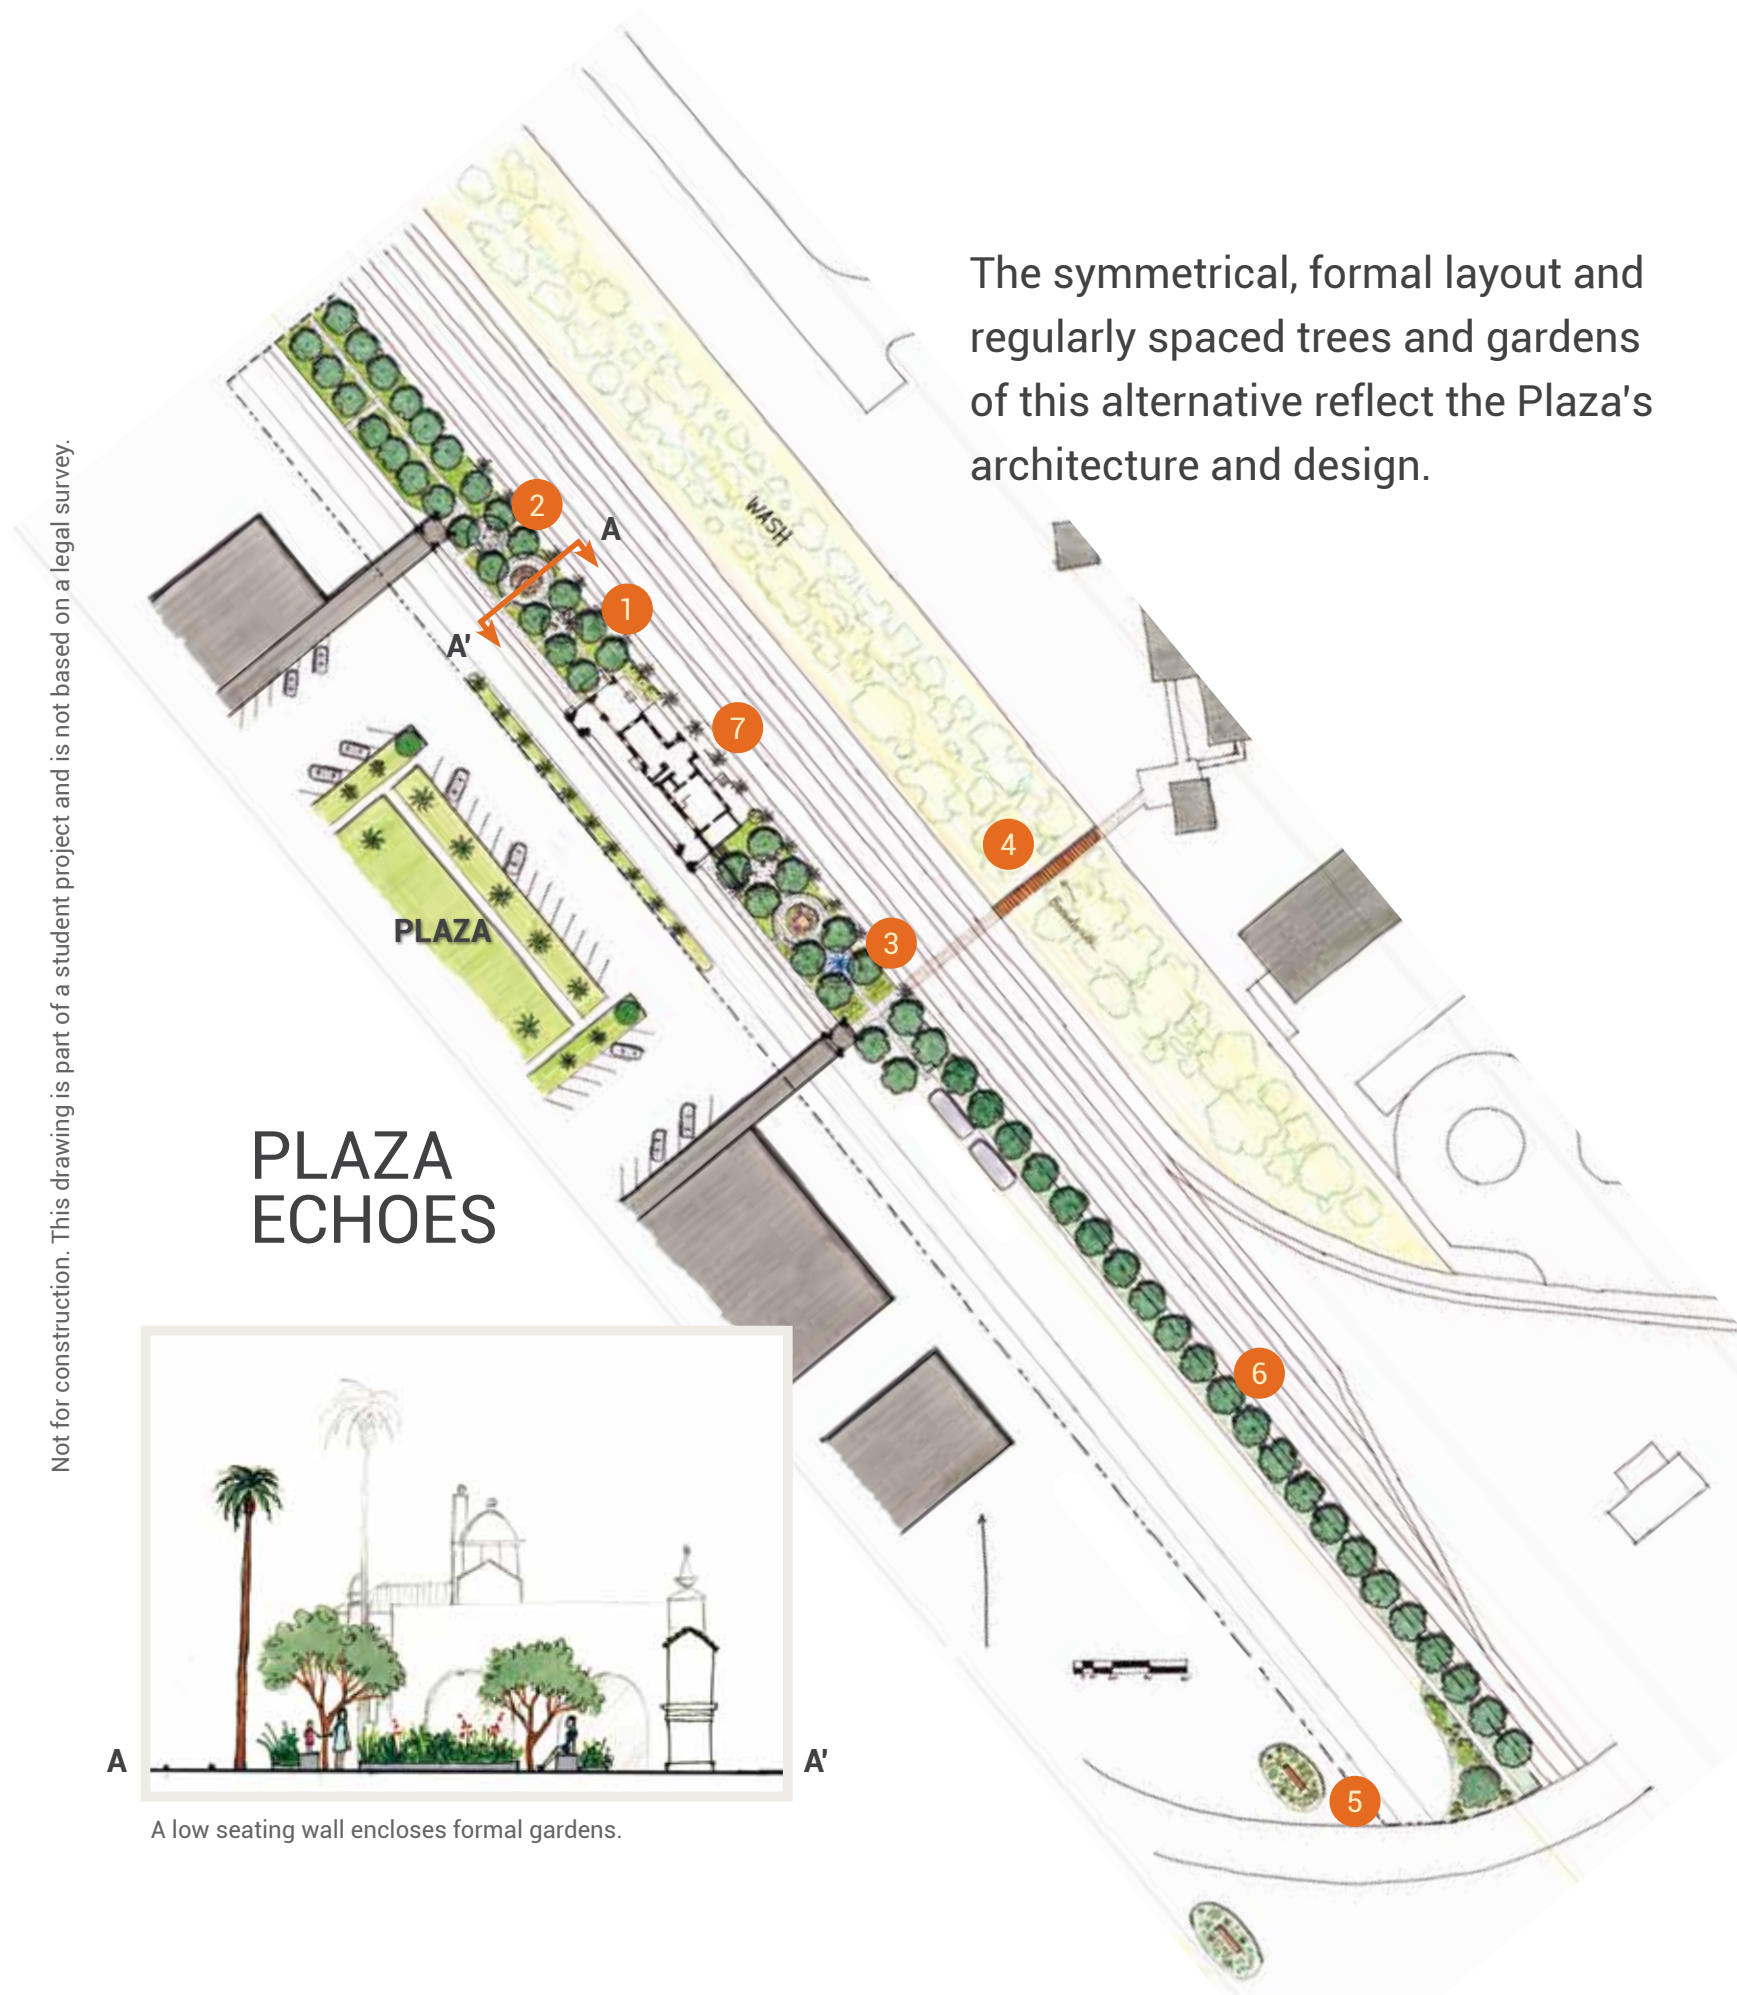 The symmetrical, formal layout and
regularly spaced trees and gardens
of this alternative reflect the Plaza's
architecture and design.
2
A
1
A'
WASH
7
4
PLAZA
3
PLAZA
ECHOES
6
5
A
A'
A low seating wall encloses formal gardens.
Not for construction. This drawing is part of a student project and is not based on a legal survey.